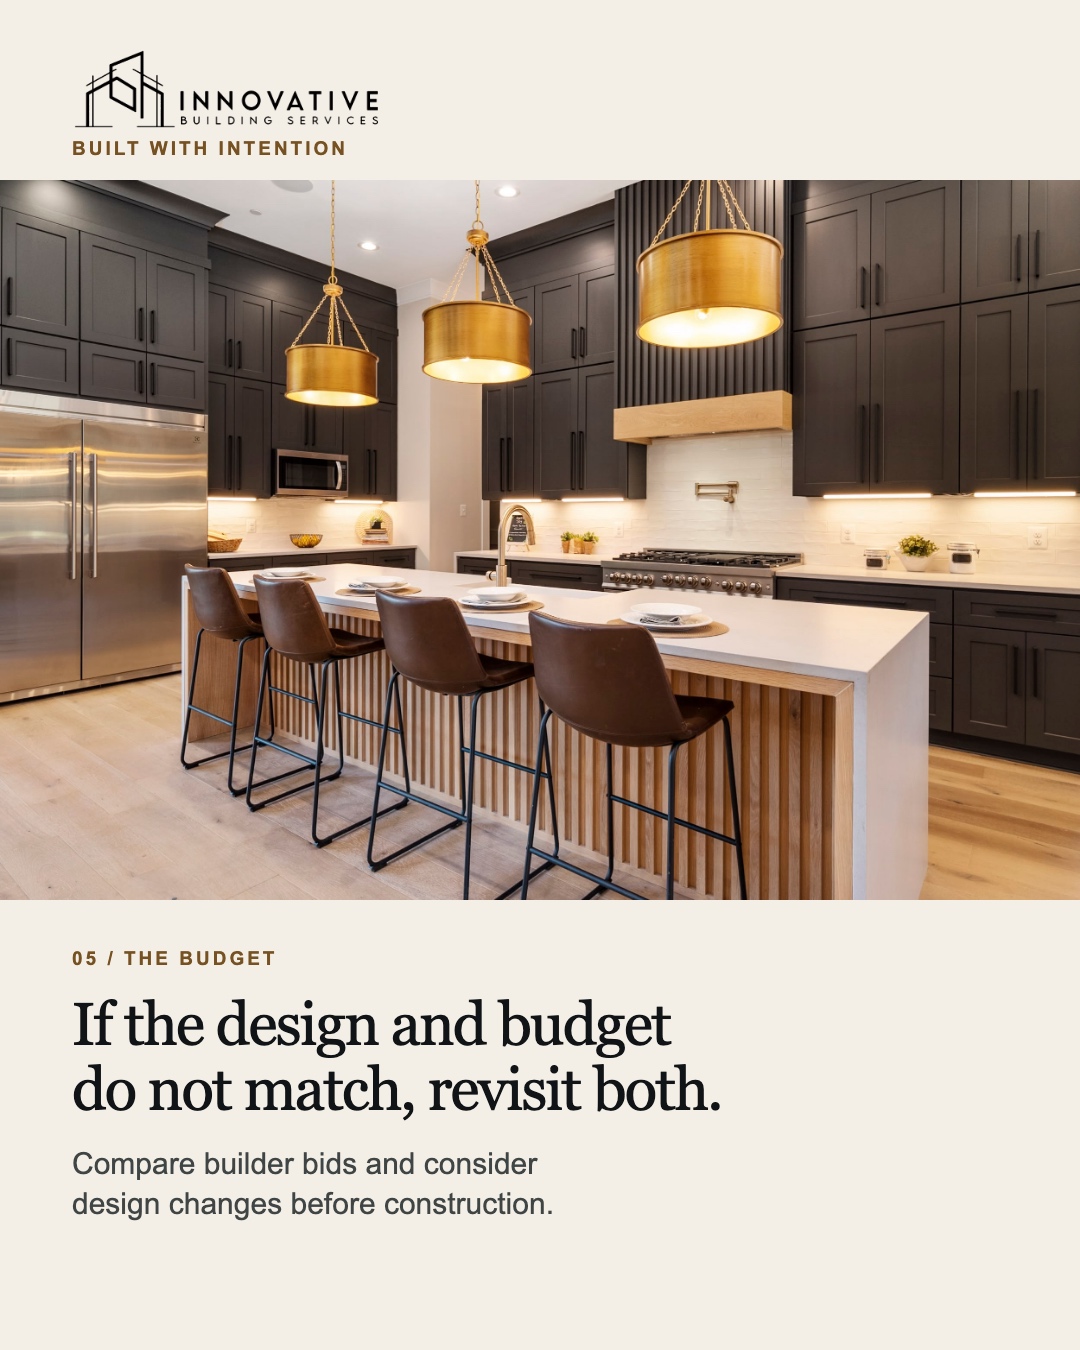 INNOVATIVE
BUILDING SERVICES
BUILT WITH INTENTION
05 / THE BUDGET
If the design and budget
do not match, revisit both.
Compare builder bids and consider
design changes before construction.